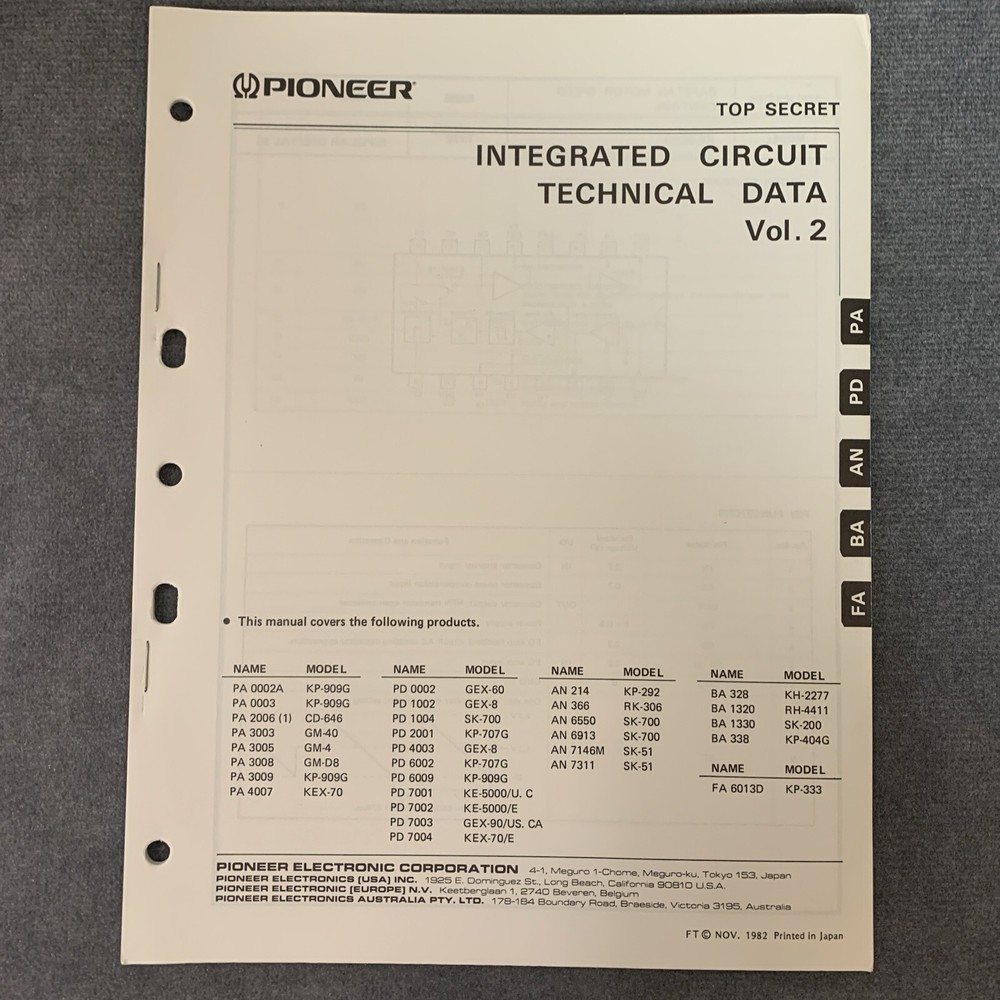 PIONEER®
TOP SECRET
INTEGRATED CIRCUIT
TECHNICAL DATA
Vol. 2
PA
PD
AN
BA
FA
• This manual covers the following products.
NAME MODEL
PA 0002A KP-909G
PA 0003 KP-909G
PA 2006 (1) CD-646
PA 3003 GM-40
PA 3005 GM-4
PA 3008 GM-D8
PA 3009 KP-909G
PA 4007 KEX-70
NAME MODEL
PD 0002 GEX-60
PD 1002 GEX-8
PD 1004 SK-700
PD 2001 KP-707G
PD 4003 GEX-8
PD 6002 KP-707G
PD 6009 KP-909G
PD 7001 KE-5000/U. C
PD 7002 KE-5000/E
PD 7003 GEX-90/US. CA
PD 7004 KEX-70/E
NAME MODEL
AN 214 KP-292
AN 366 RK-306
AN 6550 SK-700
AN 6913 SK-700
AN 7146M SK-51
AN 7311 SK-51
NAME MODEL
BA 328 KH-2277
BA 1320 RH-4411
BA 1330 SK-200
BA 338 KP-404G
NAME MODEL
FA 6013D KP-333
PIONEER ELECTRONIC CORPORATION 4-1, Meguro 1-Chome, Meguro-ku, Tokyo 153, Japan
PIONEER ELECTRONICS [USA] INC. 1925 E. Dominguez St., Long Beach, California 90810 U.S.A.
PIONEER ELECTRONIC [EUROPE] N.V. Keetberglaan 1, 2740 Beveren, Belgium
PIONEER ELECTRONICS AUSTRALIA PTY. LTD. 178-184 Boundary Road, Braeside, Victoria 3195, Australia
FT © NOV. 1982 Printed in Japan